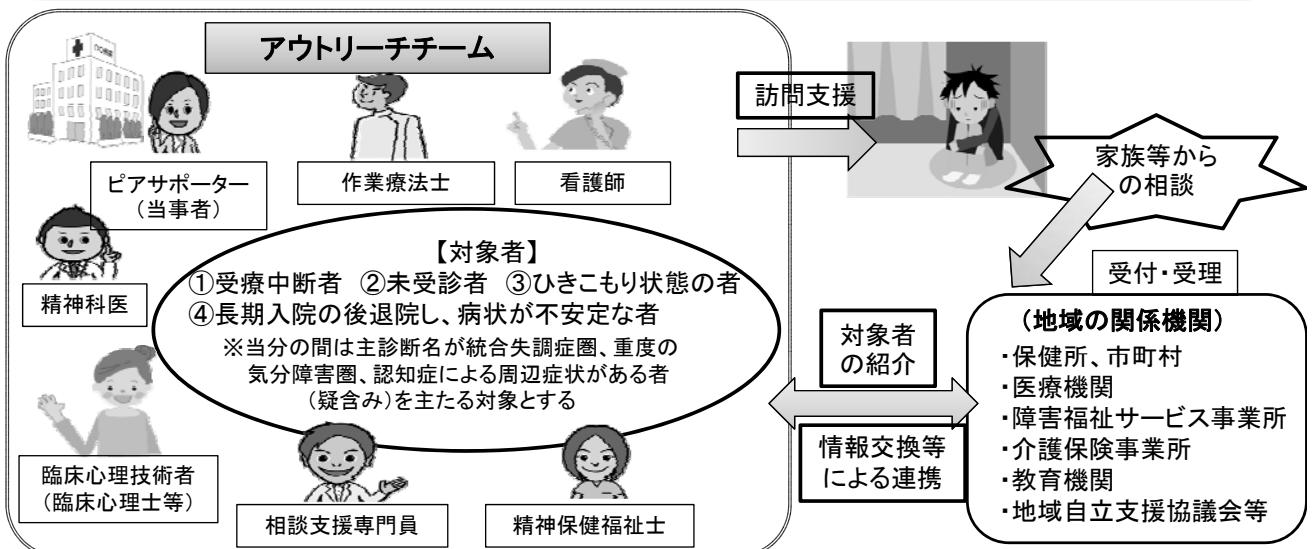 アウトリーチチーム
ピアサポーター
（当事者）
作業療法士
看護師
精神科医
【対象者】
①受療中断者 ②未受診者 ③ひきこもり状態の者
④長期入院の後退院し、病状が不安定な者
※当分の間は主診断名が統合失調症圏、重度の
気分障害圏、認知症による周辺症状がある者
（疑含み）を主たる対象とする
臨床心理技術者
（臨床心理士等）
相談支援専門員
精神保健福祉士
訪問支援
家族等から
の相談
受付・受理
対象者
の紹介
情報交換等
による連携
（地域の関係機関）
・保健所、市町村
・医療機関
・障害福祉サービス事業所
・介護保険事業所
・教育機関
・地域自立支援協議会等